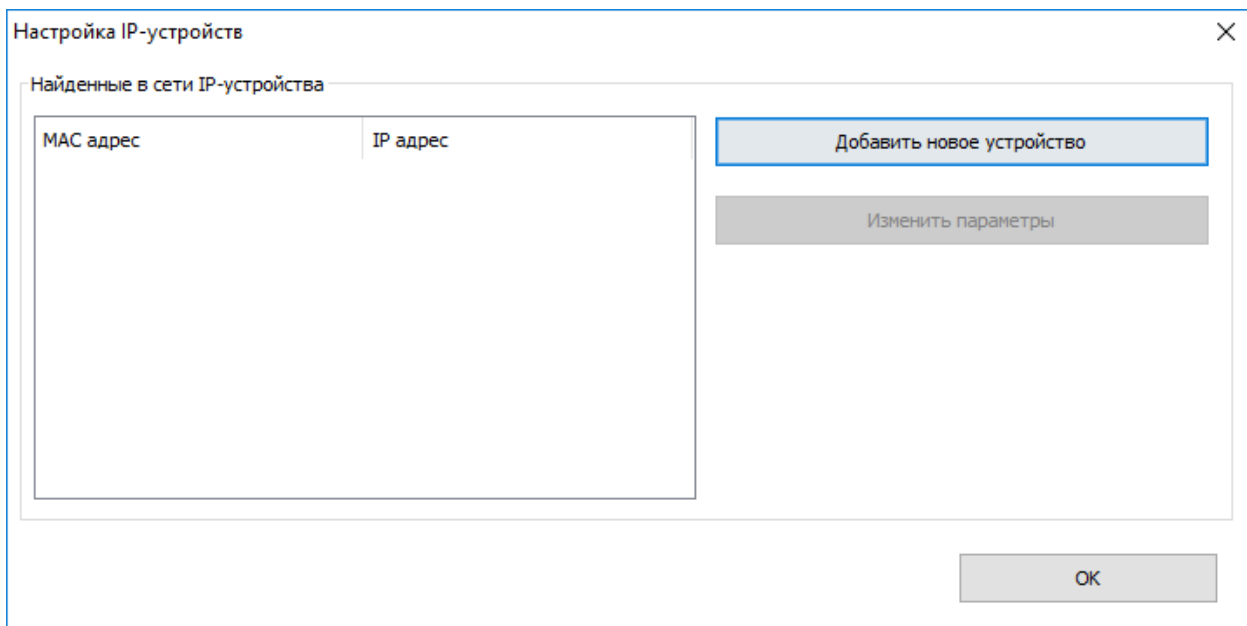 Настройка IP-устройств
Найденные в сети IP-устройства
MAC адрес IP адрес
Добавить новое устройство
Изменить параметры
OK